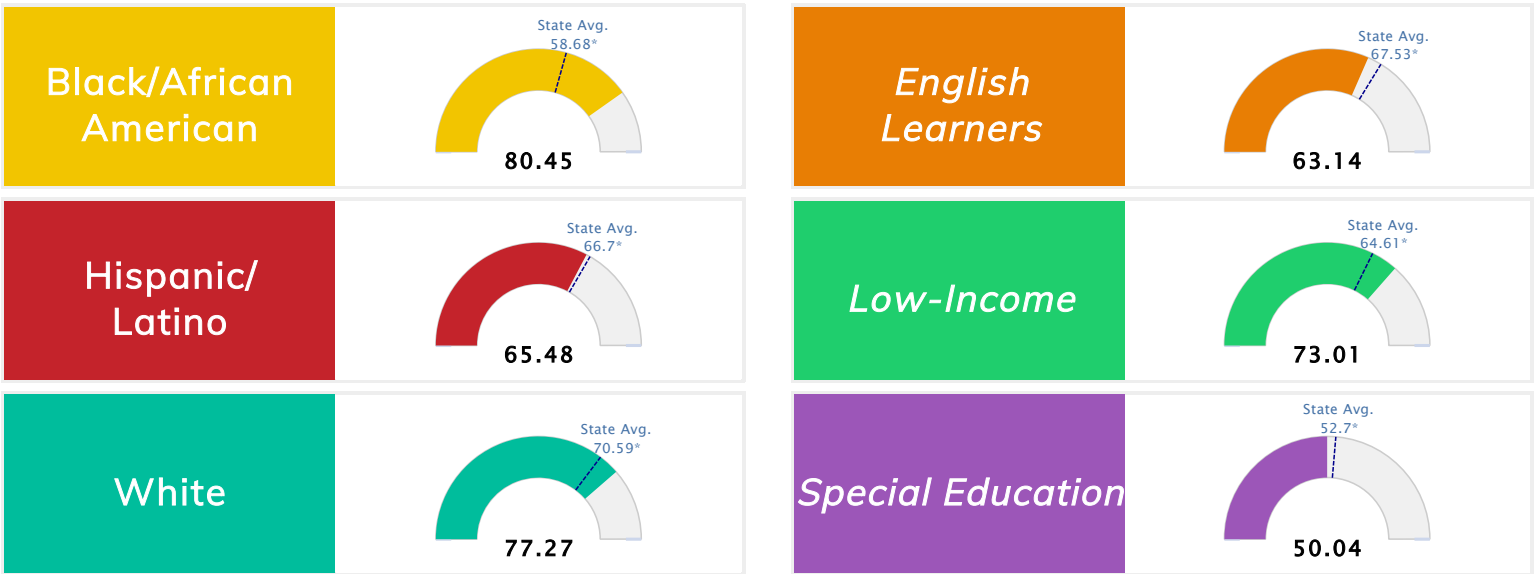 Black/African
American
State Avg.
58.68*
80.45
English
Learners
State Avg.
67.53*
63.14
Hispanic/
Latino
State Avg.
66.7*
65.48
Low-Income
State Avg.
64.61*
73.01
White
State Avg.
70.59*
77.27
Special Education
State Avg.
52.7*
50.04